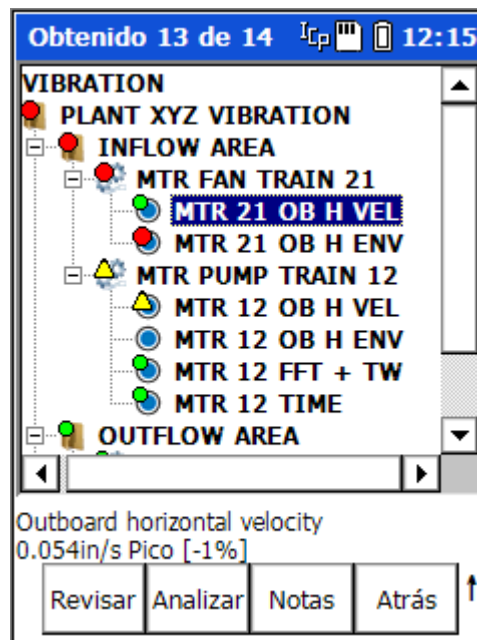 Obtenido 13 de 14 ICP 12:15
VIBRATION
PLANT XYZ VIBRATION
INFLOW AREA
MTR FAN TRAIN 21
MTR 21 OB H VEL
MTR 21 OB H ENV
MTR PUMP TRAIN 12
MTR 12 OB H VEL
MTR 12 OB H ENV
MTR 12 FFT + TW
MTR 12 TIME
OUTFLOW AREA
Outboard horizontal velocity
0.054in/s Pico [-1%]
Revisar Analizar Notas Atrás